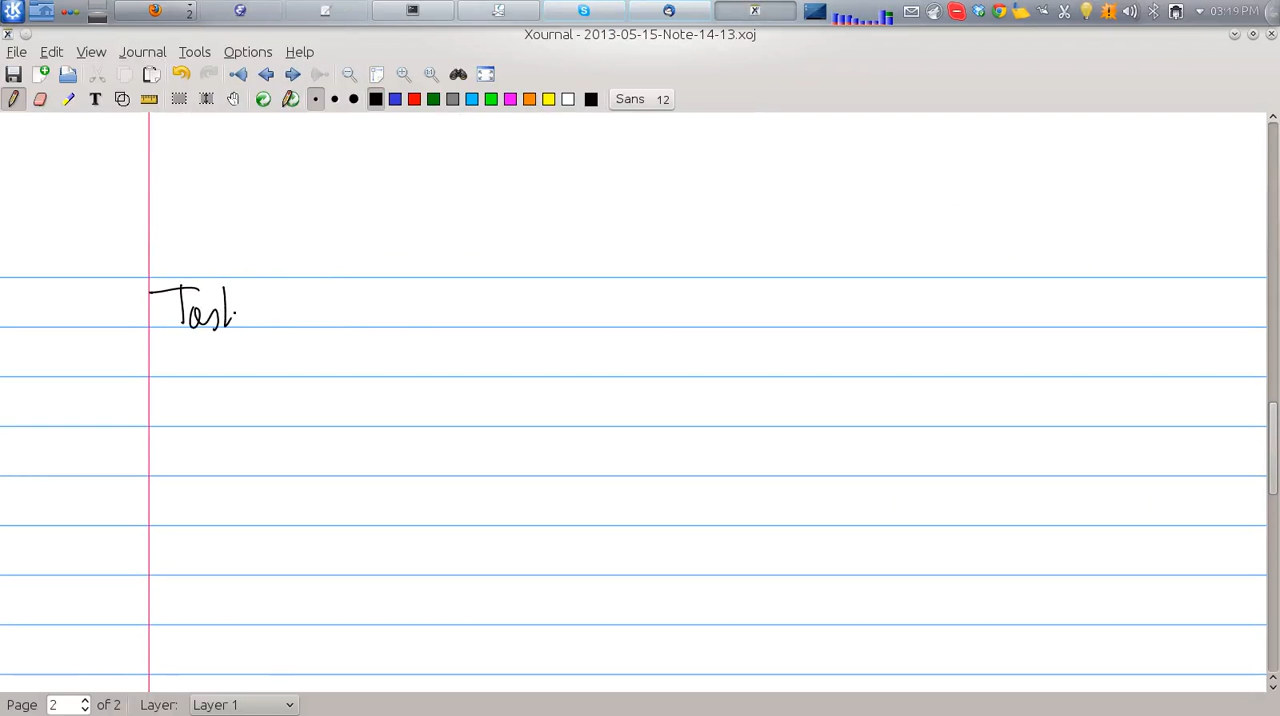 03:19 PM
Xournal - 2013-05-15-Note-14-13.xoj
File Edit View Journal Tools Options Help
Sans 12
Page 2 of 2 Layer: Layer 1